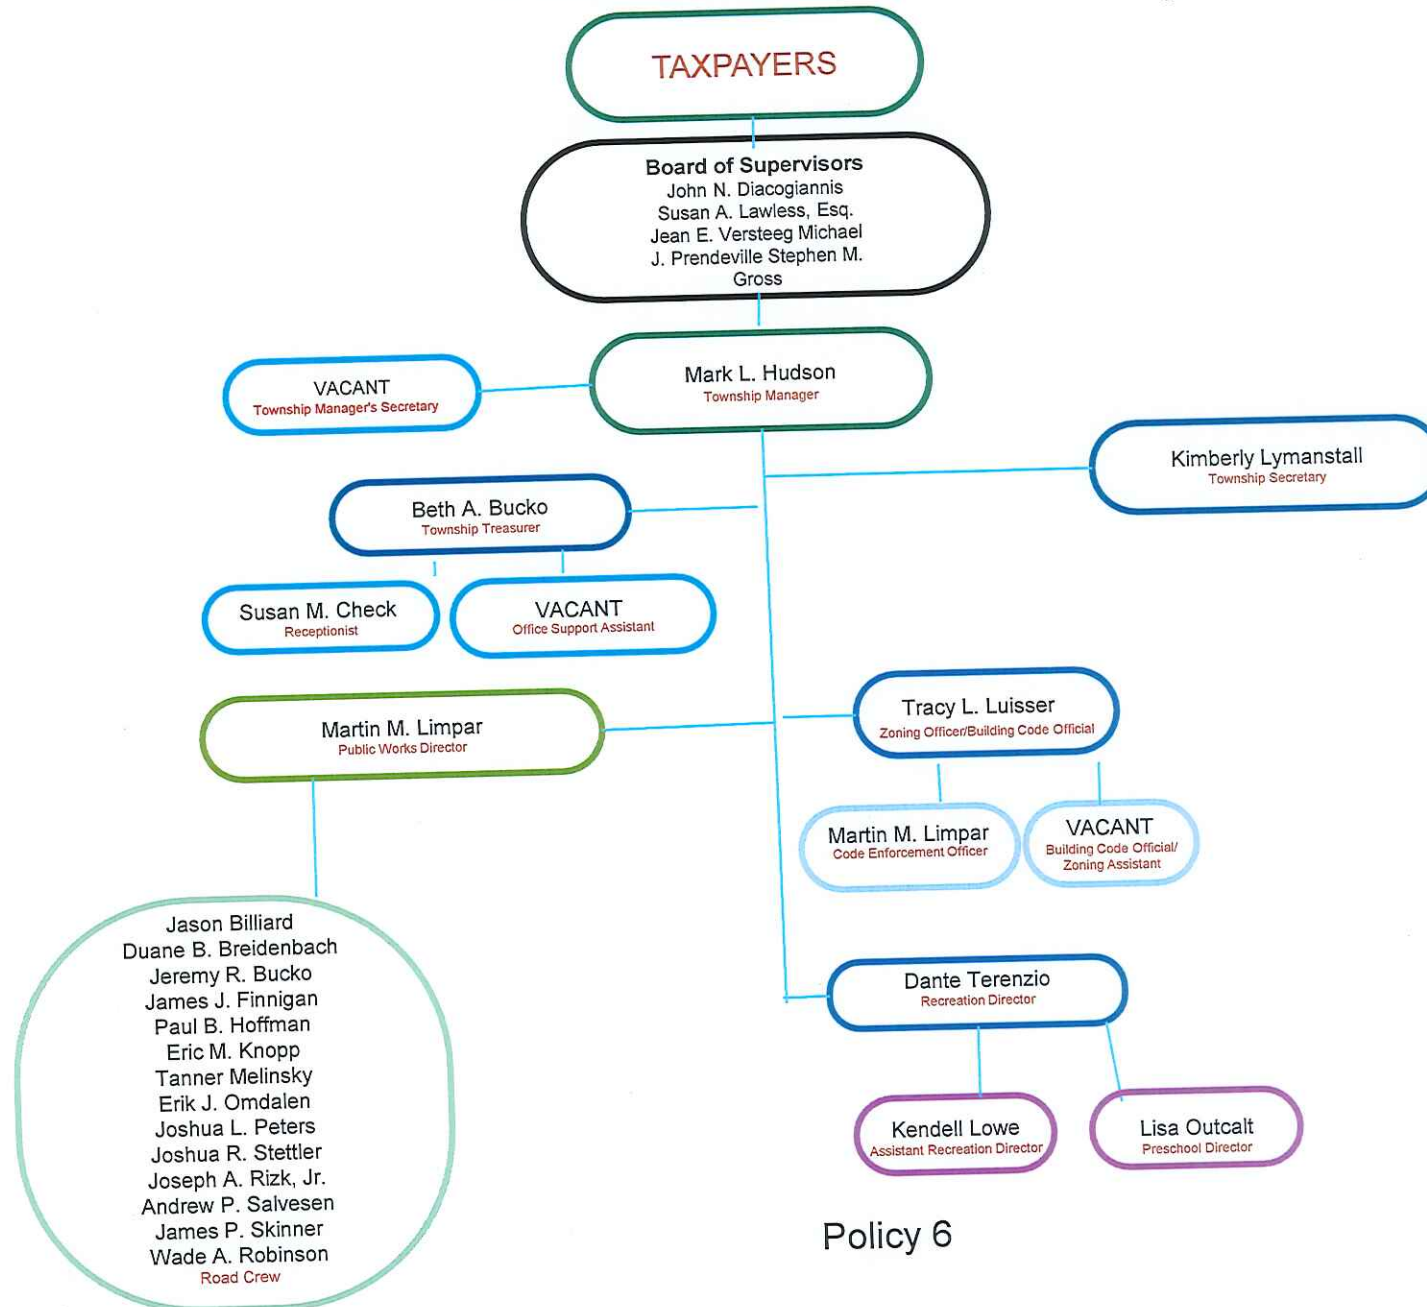 TAXPAYERS
Board of Supervisors
John N. Diacogiannis
Susan A. Lawless, Esq.
Jean E. Versteeg Michael
J. Prendeville Stephen M.
Gross
Mark L. Hudson
Township Manager
VACANT
Township Manager's Secretary
Kimberly Lymanstall
Township Secretary
Beth A. Bucko
Township Treasurer
Susan M. Check
Receptionist
VACANT
Office Support Assistant
Martin M. Limpar
Public Works Director
Tracy L. Luisser
Zoning Officer/Building Code Official
Martin M. Limpar
Code Enforcement Officer
VACANT
Building Code Official/
Zoning Assistant
Jason Billiard
Duane B. Breidenbach
Jeremy R. Bucko
James J. Finnigan
Paul B. Hoffman
Eric M. Knopp
Tanner Melinsky
Erik J. Omdalen
Joshua L. Peters
Joshua R. Stettler
Joseph A. Rizk, Jr.
Andrew P. Salvesen
James P. Skinner
Wade A. Robinson
Road Crew
Dante Terenzio
Recreation Director
Kendell Lowe
Assistant Recreation Director
Lisa Outcalt
Preschool Director
Policy 6